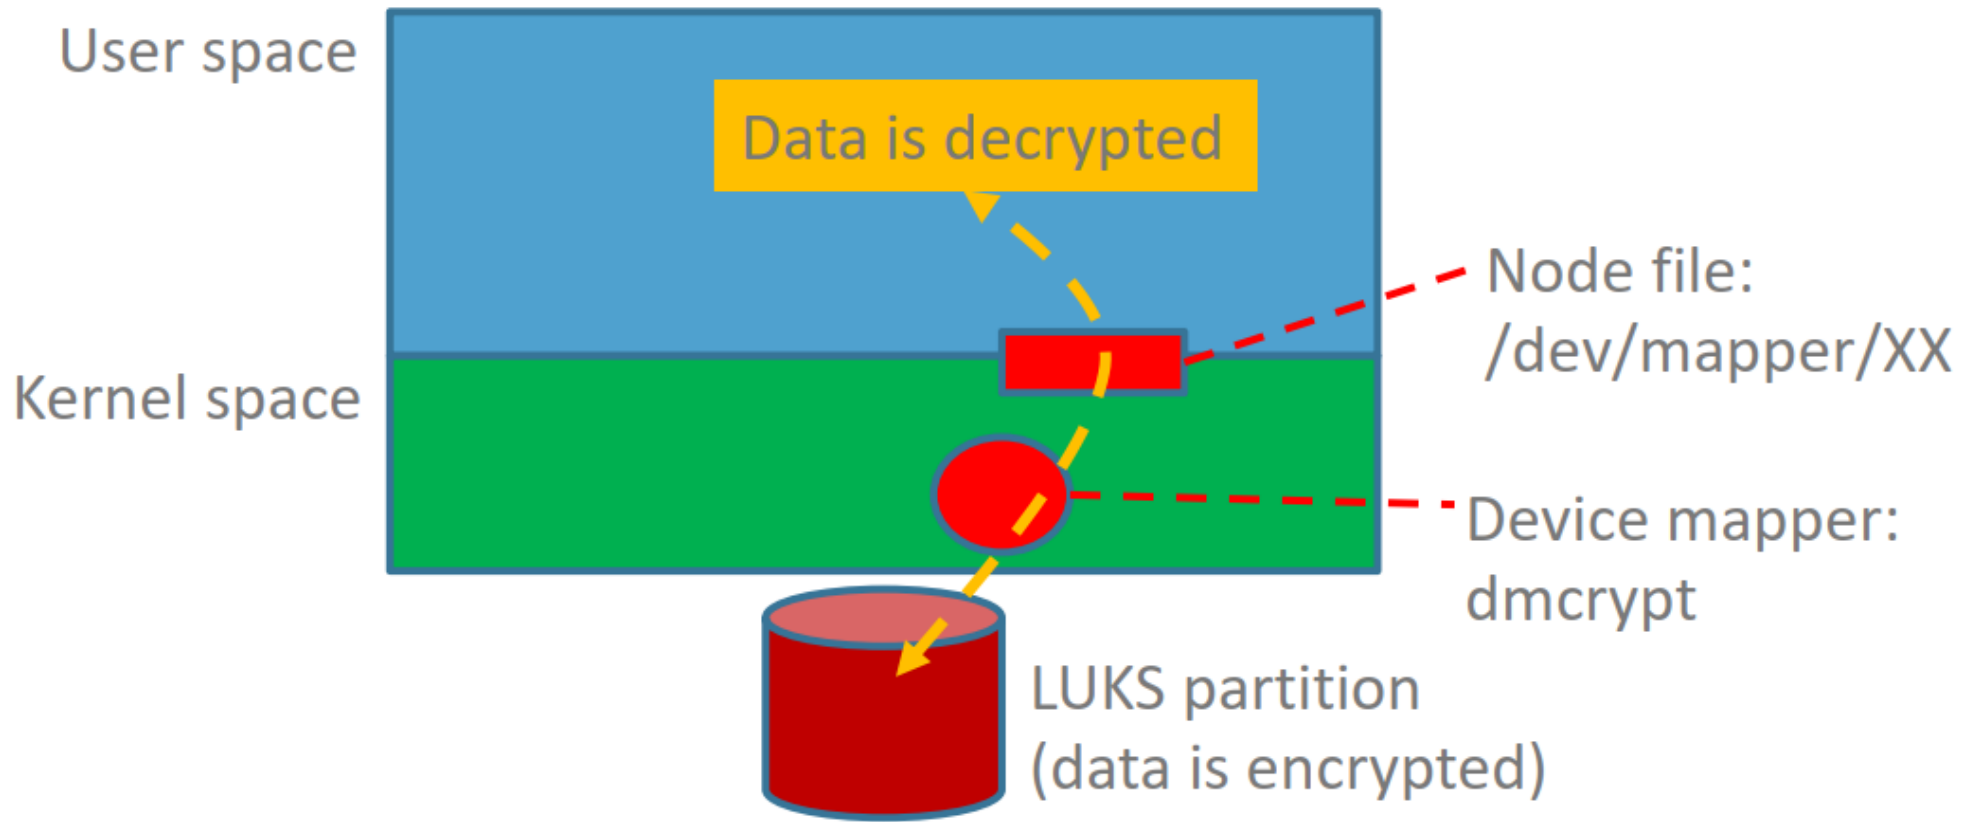 User space
Data is decrypted
Node file:
/dev/mapper/XX
Kernel space
Device mapper:
dmcrypt
LUKS partition
(data is encrypted)